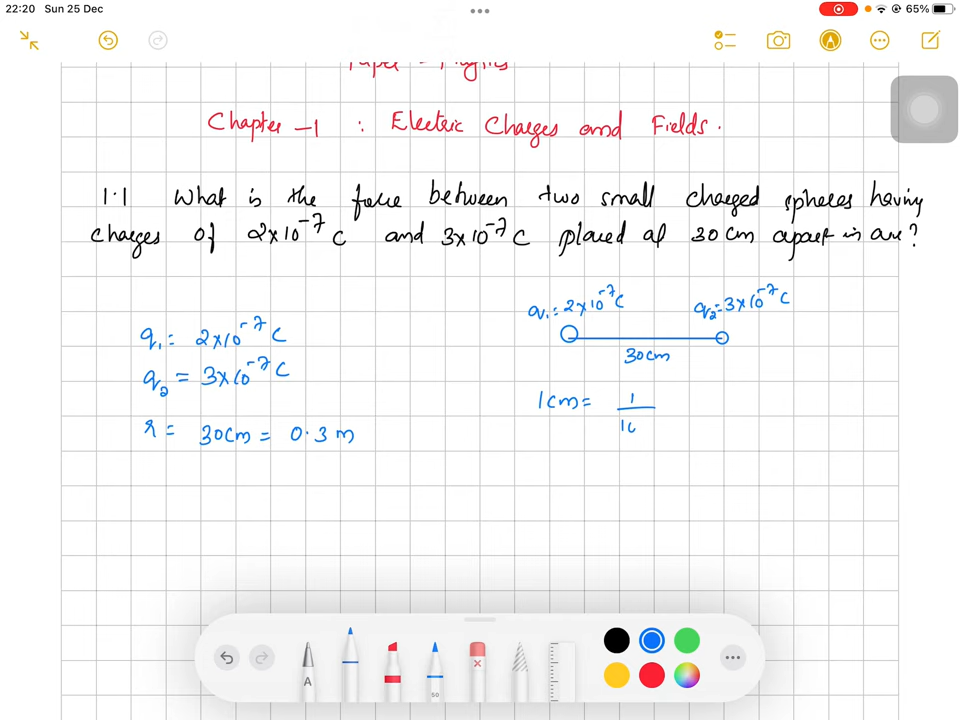 22:20 Sun 25 Dec
65%
Chapter -1 : Electric Charges and Fields.
1.1 What is the force between two small charged spheres having
charges of 2×10⁻⁷ C and 3×10⁻⁷ C placed at 30 cm apart in air?
q₁ = 2×10⁻⁷ C
q₂ = 3×10⁻⁷ C
r = 30cm = 0.3 m
q₁ = 2×10⁻⁷ C
q₂ = 3×10⁻⁷ C
30cm
1cm = 1/10
A
50